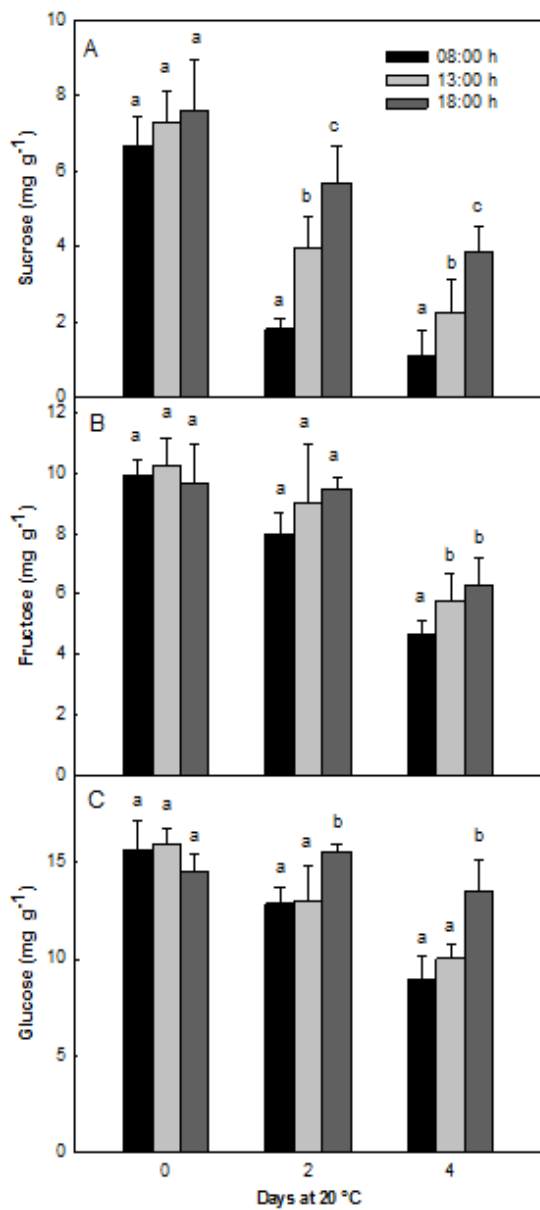 10
A
a
a
a
08:00 h
13:00 h
18:00 h
8
6
4
2
0
a
b
c
a
b
c
Sucrose (mg g⁻¹)
12
B
a
a
a
10
8
6
4
2
0
a
a
a
a
b
b
Fructose (mg g⁻¹)
C
a
a
a
15
10
5
0
a
a
b
a
a
b
Glucose (mg g⁻¹)
0 2 4
Days at 20 °C